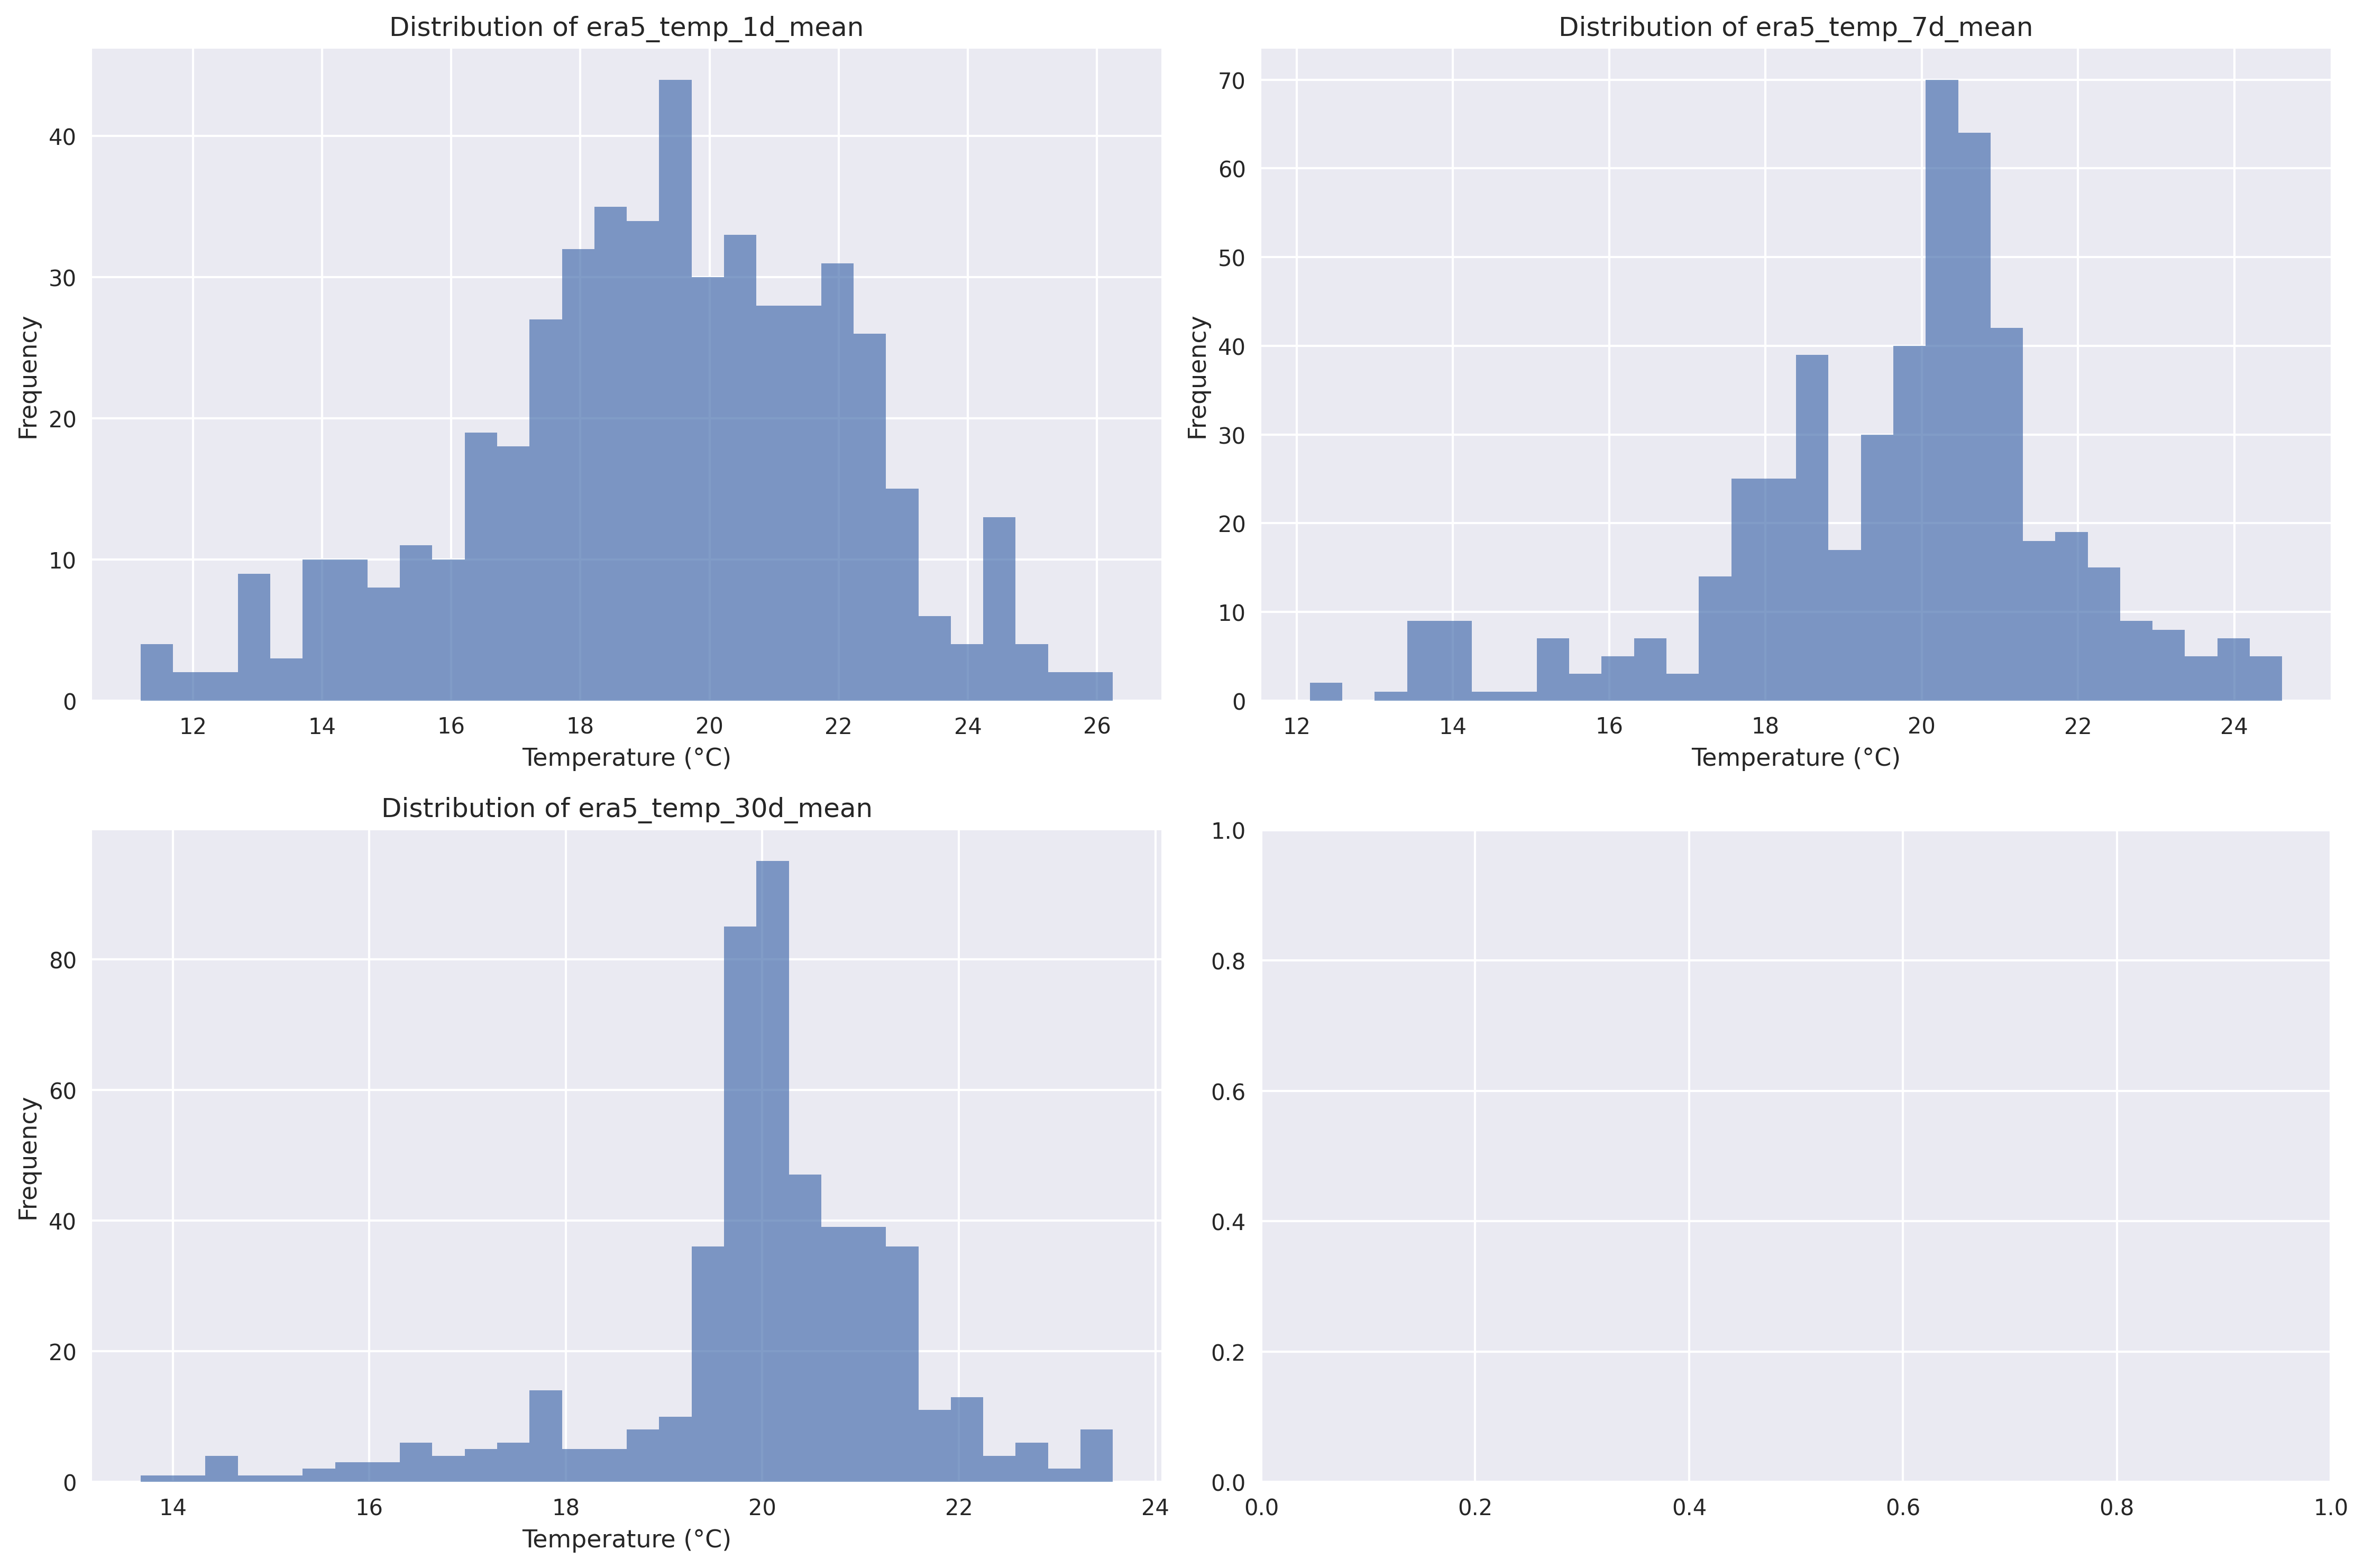 Distribution of era5_temp_1d_mean
Frequency
40
30
20
10
0
12 14 16 18 20 22 24 26
Temperature (°C)
Distribution of era5_temp_7d_mean
Frequency
70
60
50
40
30
20
10
0
12 14 16 18 20 22 24
Temperature (°C)
Distribution of era5_temp_30d_mean
Frequency
80
60
40
20
0
14 16 18 20 22 24
Temperature (°C)
1.0
0.8
0.6
0.4
0.2
0.0
0.0 0.2 0.4 0.6 0.8 1.0